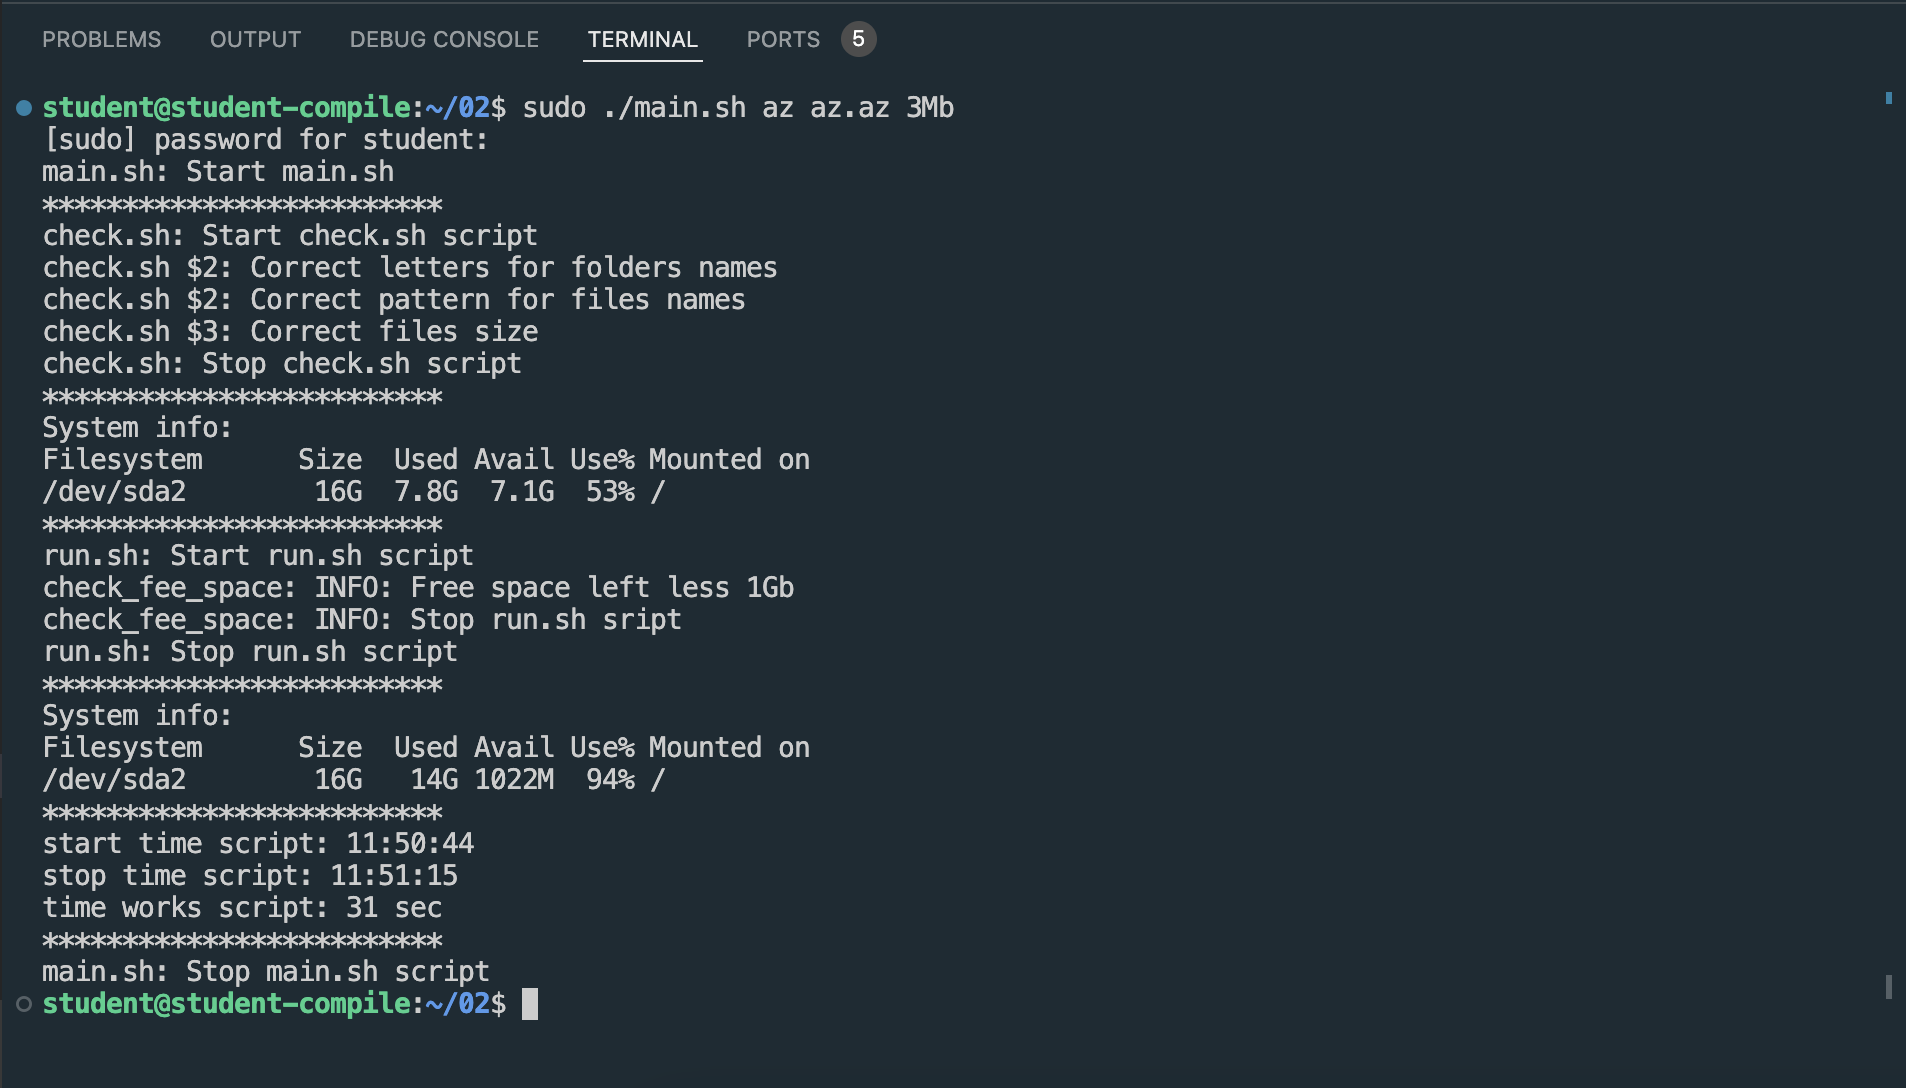 PROBLEMS OUTPUT DEBUG CONSOLE TERMINAL PORTS 5
student@student-compile:~/02$ sudo ./main.sh az az.az 3Mb
[sudo] password for student:
main.sh: Start main.sh
*************************
check.sh: Start check.sh script
check.sh $2: Correct letters for folders names
check.sh $2: Correct pattern for files names
check.sh $3: Correct files size
check.sh: Stop check.sh script
*************************
System info:
Filesystem      Size  Used Avail Use% Mounted on
/dev/sda2        16G  7.8G  7.1G  53% /
*************************
run.sh: Start run.sh script
check_fee_space: INFO: Free space left less 1Gb
check_fee_space: INFO: Stop run.sh sript
run.sh: Stop run.sh script
*************************
System info:
Filesystem      Size  Used Avail Use% Mounted on
/dev/sda2        16G   14G 1022M  94% /
*************************
start time script: 11:50:44
stop time script: 11:51:15
time works script: 31 sec
*************************
main.sh: Stop main.sh script
student@student-compile:~/02$